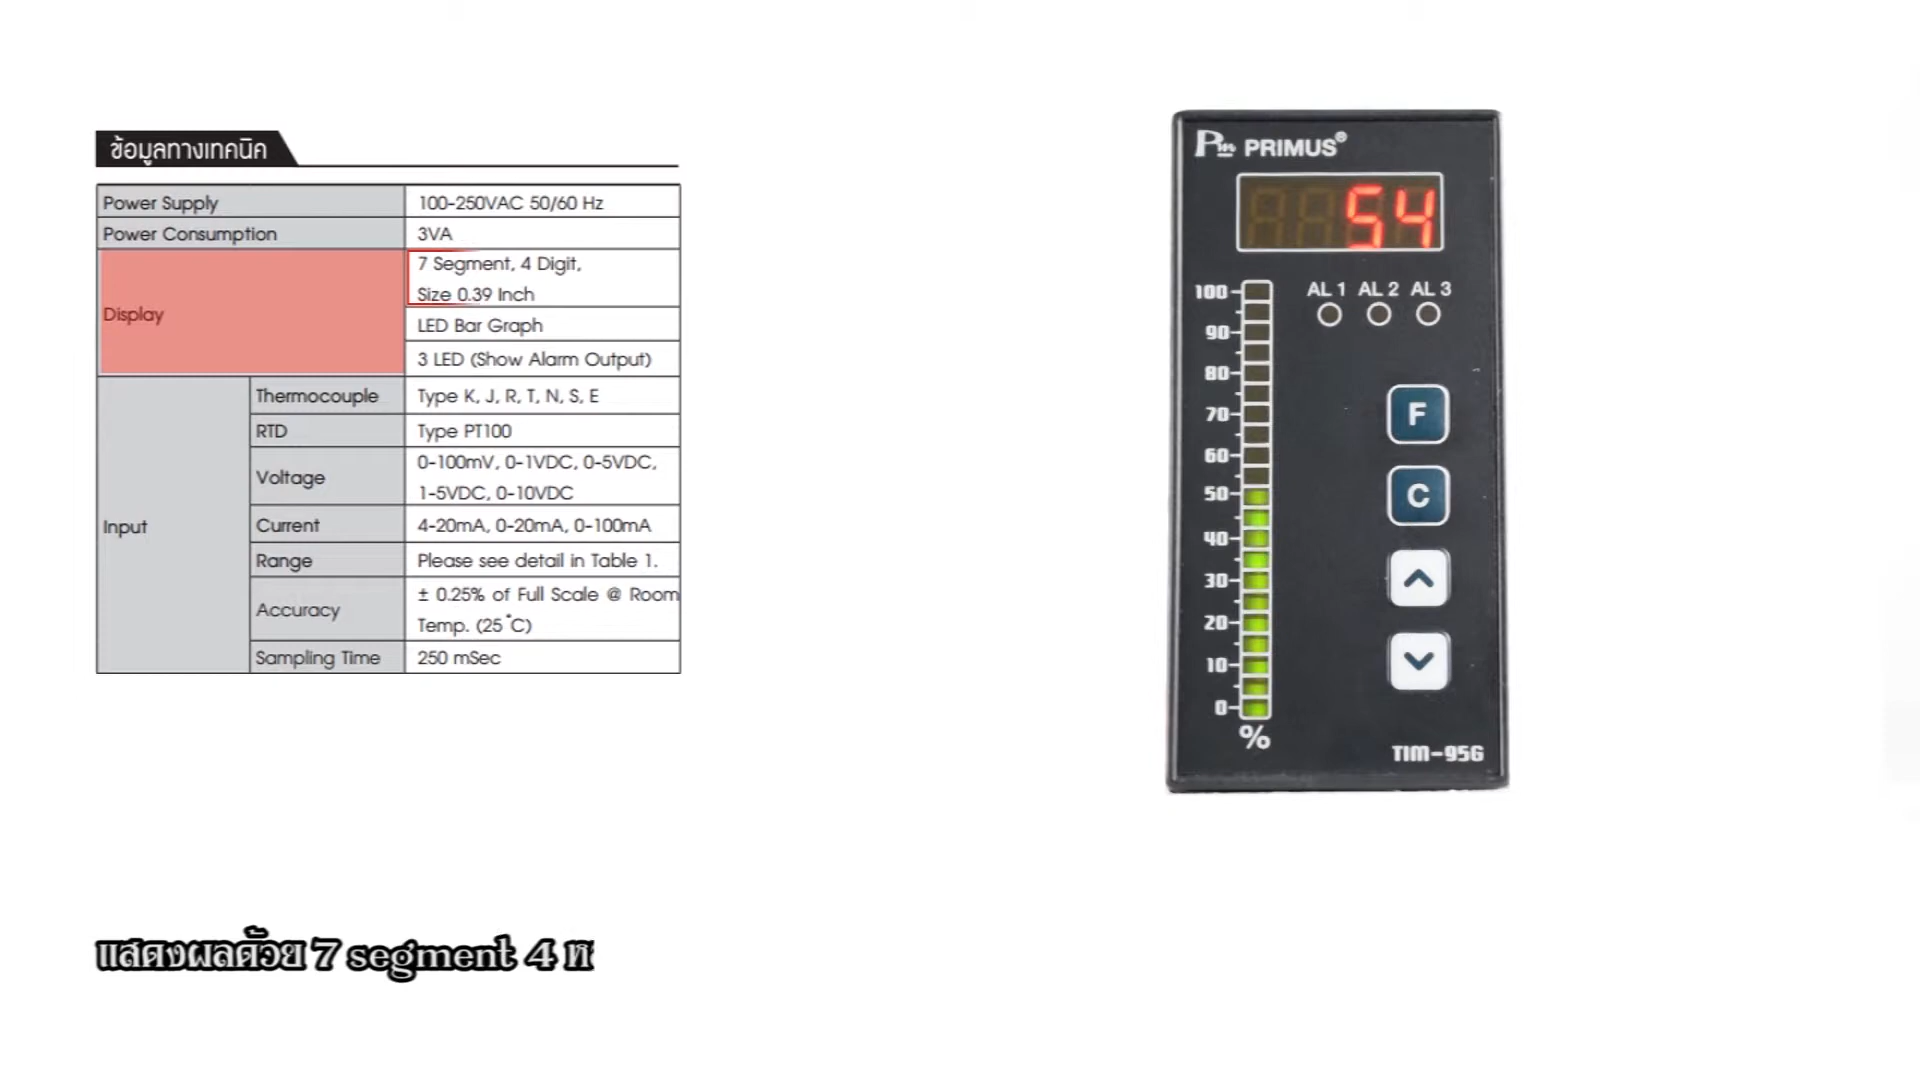 ข้อมูลทางเทคนิค
Power Supply 100-250VAC 50/60 Hz
Power Consumption 3VA
Display 7 Segment, 4 Digit,
Size 0.39 Inch
LED Bar Graph
3 LED (Show Alarm Output)
Input Thermocouple Type K, J, R, T, N, S, E
RTD Type PT100
Voltage 0-100mV, 0-1VDC, 0-5VDC,
1-5VDC, 0-10VDC
Current 4-20mA, 0-20mA, 0-100mA
Range Please see detail in Table 1.
Accuracy ± 0.25% of Full Scale @ Room
Temp. (25 ˚C)
Sampling Time 250 mSec
Pm PRIMUS®
54
AL 1 AL 2 AL 3
100
90
80
70
60
50
40
30
20
10
0
%
F
C
TIM-95G
แสดงผลด้วย 7 segment 4 ห